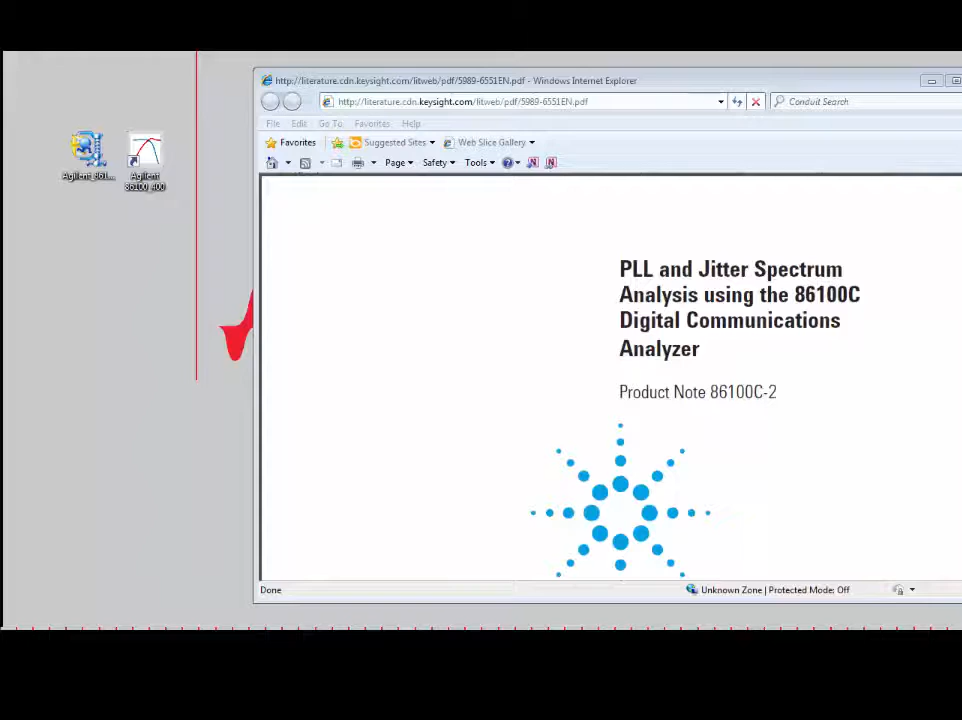 http://literature.cdn.keysight.com/litweb/pdf/5989-6551EN.pdf - Windows Internet Explorer
http://literature.cdn.keysight.com/litweb/pdf/5989-6551EN.pdf
Conduit Search
File Edit Go To Favorites Help
Favorites Suggested Sites Web Slice Gallery
Page Safety Tools
Agilent_861...
Agilent
86100_400
PLL and Jitter Spectrum
Analysis using the 86100C
Digital Communications
Analyzer
Product Note 86100C-2
Done
Unknown Zone | Protected Mode: Off